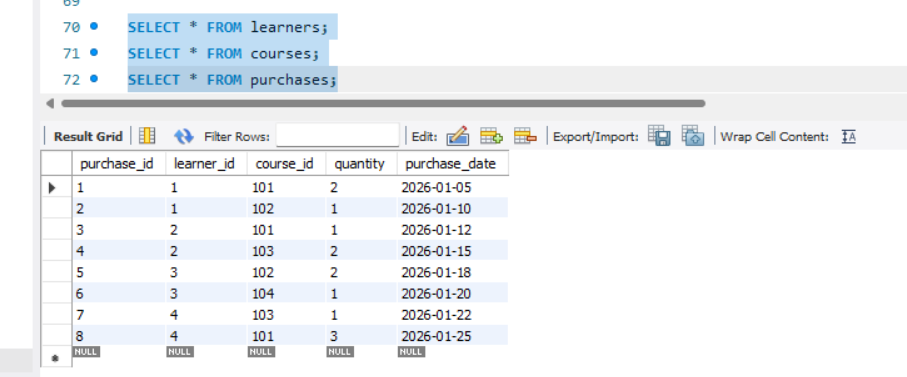 69
70 SELECT * FROM learners;
71 SELECT * FROM courses;
72 SELECT * FROM purchases;
Result Grid Filter Rows: Edit: Export/Import: Wrap Cell Content:
purchase_id learner_id course_id quantity purchase_date
1 1 101 2 2026-01-05
2 1 102 1 2026-01-10
3 2 101 1 2026-01-12
4 2 103 2 2026-01-15
5 3 102 2 2026-01-18
6 3 104 1 2026-01-20
7 4 103 1 2026-01-22
8 4 101 3 2026-01-25
NULL NULL NULL NULL NULL